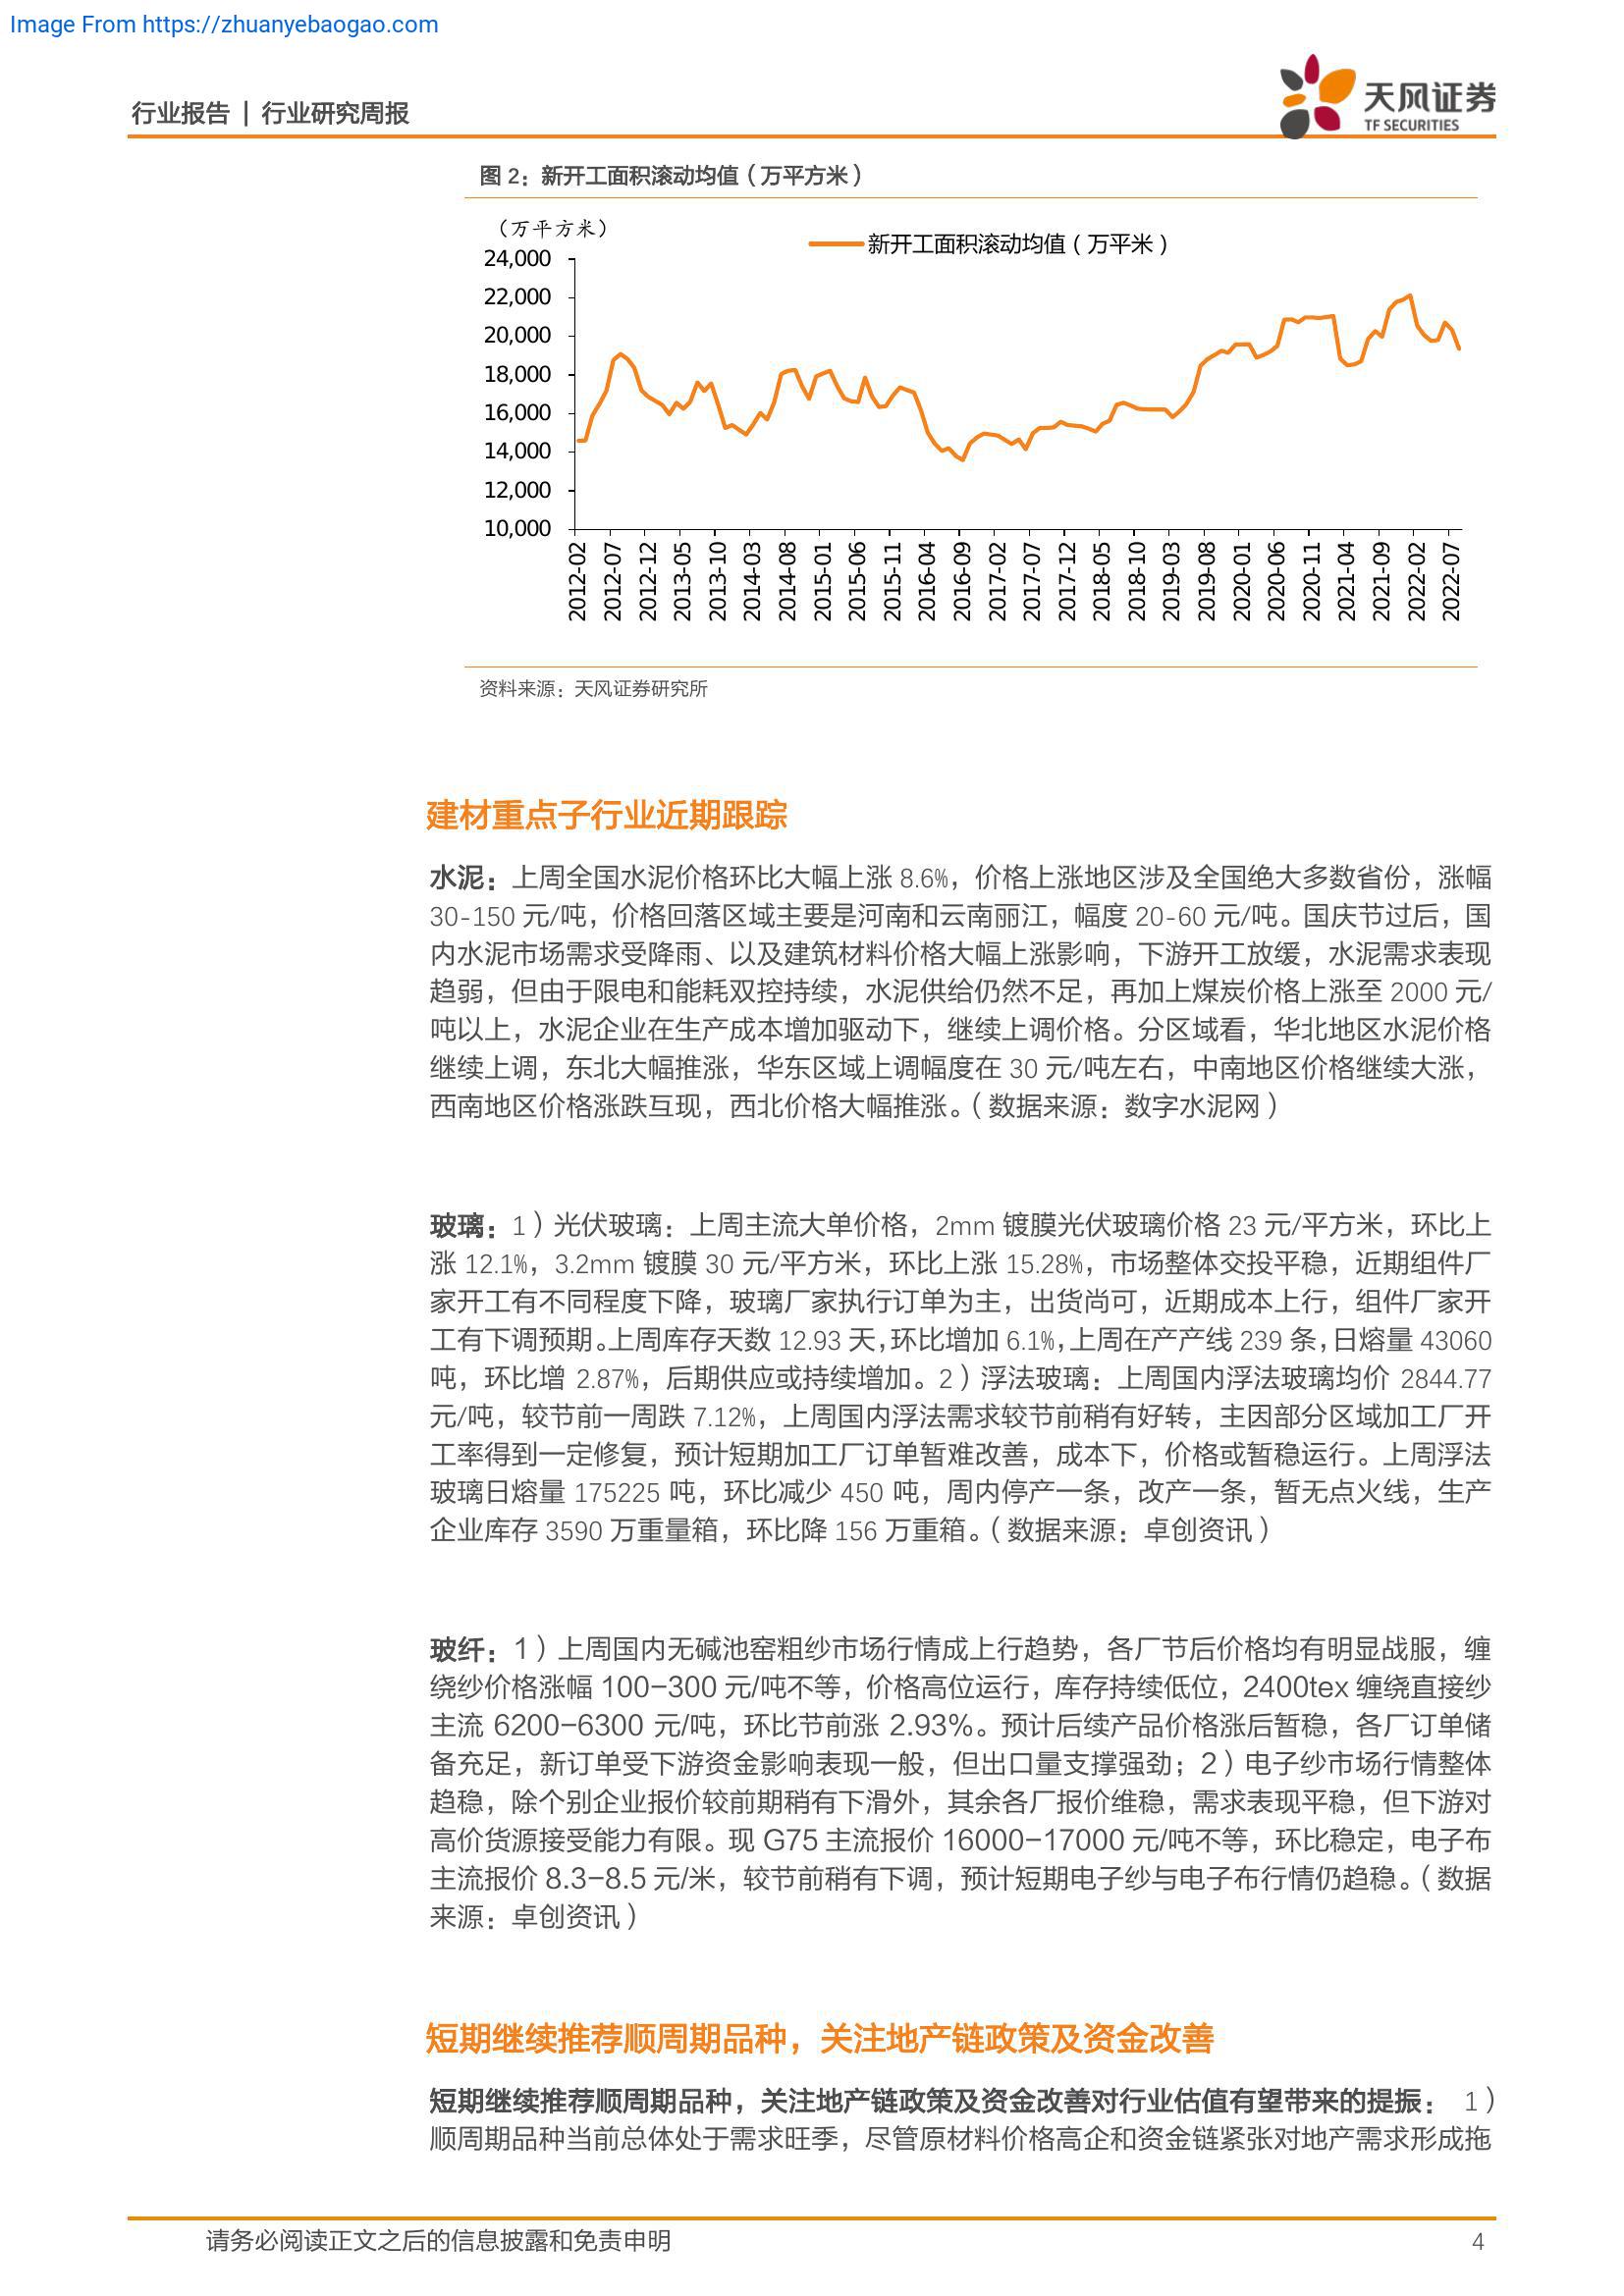 Image From https://zhuanyebaogao.com
行业报告 | 行业研究周报
天风证券
TF SECURITIES
图 2：新开工面积滚动均值（万平方米）
（万平方米）
新开工面积滚动均值（万平米）
24,000
22,000
20,000
18,000
16,000
14,000
12,000
10,000
2012-02
2012-07
2012-12
2013-05
2013-10
2014-03
2014-08
2015-01
2015-06
2015-11
2016-04
2016-09
2017-02
2017-07
2017-12
2018-05
2018-10
2019-03
2019-08
2020-01
2020-06
2020-11
2021-04
2021-09
2022-02
2022-07
资料来源：天风证券研究所
建材重点子行业近期跟踪
水泥：上周全国水泥价格环比大幅上涨 8.6%，价格上涨地区涉及全国绝大多数省份，涨幅
30-150 元/吨，价格回落区域主要是河南和云南丽江，幅度 20-60 元/吨。国庆节过后，国
内水泥市场需求受降雨、以及建筑材料价格大幅上涨影响，下游开工放缓，水泥需求表现
趋弱，但由于限电和能耗双控持续，水泥供给仍然不足，再加上煤炭价格上涨至 2000 元/
吨以上，水泥企业在生产成本增加驱动下，继续上调价格。分区域看，华北地区水泥价格
继续上调，东北大幅推涨，华东区域上调幅度在 30 元/吨左右，中南地区价格继续大涨，
西南地区价格涨跌互现，西北价格大幅推涨。（数据来源：数字水泥网）
玻璃：1）光伏玻璃：上周主流大单价格，2mm 镀膜光伏玻璃价格 23 元/平方米，环比上
涨 12.1%，3.2mm 镀膜 30 元/平方米，环比上涨 15.28%，市场整体交投平稳，近期组件厂
家开工有不同程度下降，玻璃厂家执行订单为主，出货尚可，近期成本上行，组件厂家开
工有下调预期。上周库存天数 12.93 天，环比增加 6.1%，上周在产产线 239 条，日熔量 43060
吨，环比增 2.87%，后期供应或持续增加。2）浮法玻璃：上周国内浮法玻璃均价 2844.77
元/吨，较节前一周跌 7.12%，上周国内浮法需求较节前稍有好转，主因部分区域加工厂开
工率得到一定修复，预计短期加工厂订单暂难改善，成本下，价格或暂稳运行。上周浮法
玻璃日熔量 175225 吨，环比减少 450 吨，周内停产一条，改产一条，暂无点火线，生产
企业库存 3590 万重量箱，环比降 156 万重箱。（数据来源：卓创资讯）
玻纤：1）上周国内无碱池窑粗纱市场行情成上行趋势，各厂节后价格均有明显战服，缠
绕纱价格涨幅 100-300 元/吨不等，价格高位运行，库存持续低位，2400tex 缠绕直接纱
主流 6200-6300 元/吨，环比节前涨 2.93%。预计后续产品价格涨后暂稳，各厂订单储
备充足，新订单受下游资金影响表现一般，但出口量支撑强劲；2）电子纱市场行情整体
趋稳，除个别企业报价较前期稍有下滑外，其余各厂报价维稳，需求表现平稳，但下游对
高价货源接受能力有限。现 G75 主流报价 16000-17000 元/吨不等，环比稳定，电子布
主流报价 8.3-8.5 元/米，较节前稍有下调，预计短期电子纱与电子布行情仍趋稳。（数据
来源：卓创资讯）
短期继续推荐顺周期品种，关注地产链政策及资金改善
短期继续推荐顺周期品种，关注地产链政策及资金改善对行业估值有望带来的提振： 1）
顺周期品种当前总体处于需求旺季，尽管原材料价格高企和资金链紧张对地产需求形成拖
请务必阅读正文之后的信息披露和免责申明
4